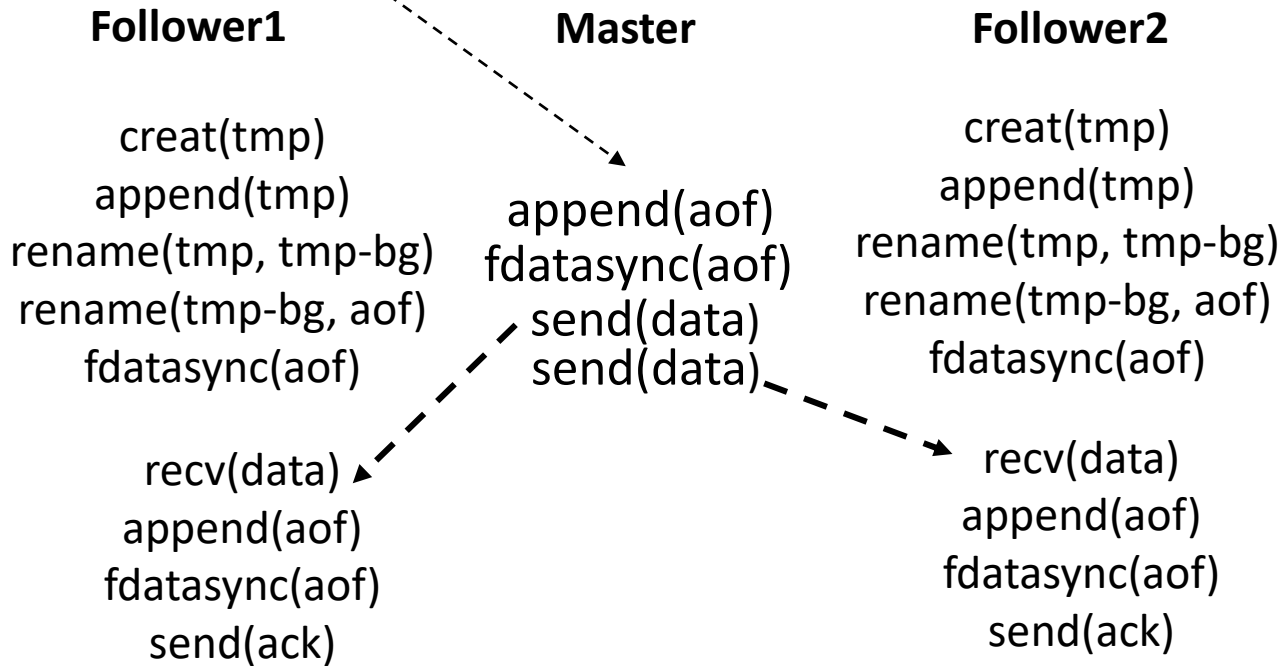 Follower1
creat(tmp)
append(tmp)
rename(tmp, tmp-bg)
rename(tmp-bg, aof)
fdatasync(aof)
recv(data)
append(aof)
fdatasync(aof)
send(ack)
Master
append(aof)
fdatasync(aof)
send(data)
send(data)
Follower2
creat(tmp)
append(tmp)
rename(tmp, tmp-bg)
rename(tmp-bg, aof)
fdatasync(aof)
recv(data)
append(aof)
fdatasync(aof)
send(ack)